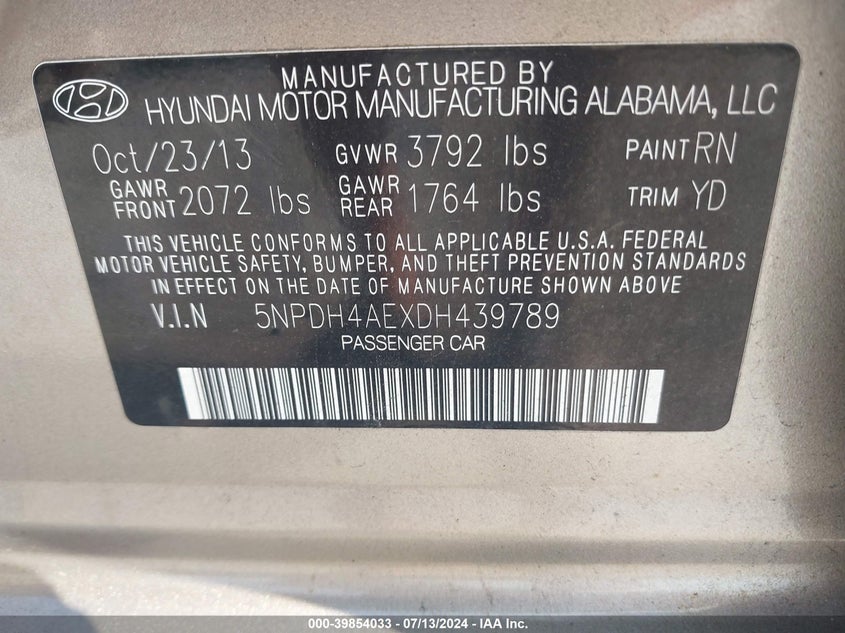 MANUFACTURED BY
HYUNDAI MOTOR MANUFACTURING ALABAMA, LLC
Oct/23/13 GVWR 3792 lbs PAINT RN
GAWR FRONT 2072 lbs GAWR REAR 1764 lbs TRIM YD
THIS VEHICLE CONFORMS TO ALL APPLICABLE U.S.A. FEDERAL
MOTOR VEHICLE SAFETY, BUMPER, AND THEFT PREVENTION STANDARDS
IN EFFECT ON THE DATE OF MANUFACTURE SHOWN ABOVE
V.I.N 5NPDH4AEXDH439789
PASSENGER CAR
000-39854033 - 07/13/2024 - IAA Inc.